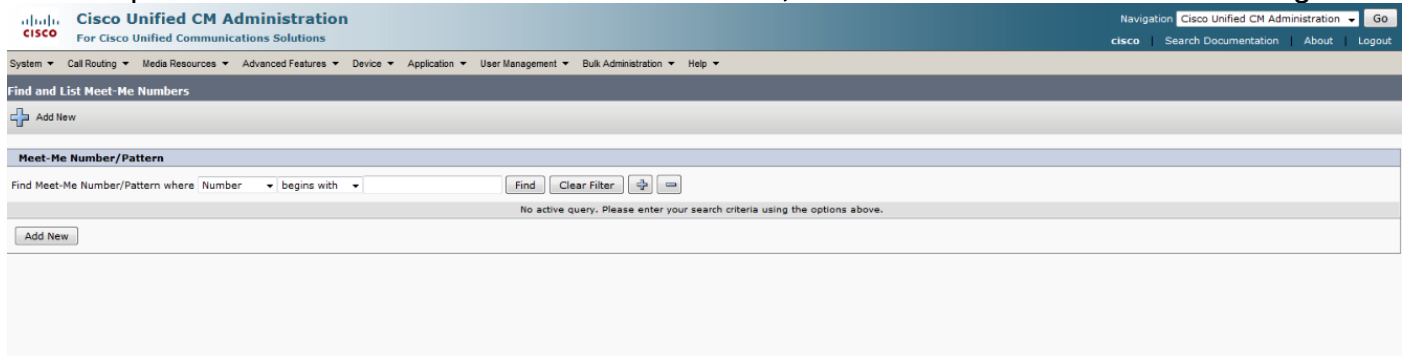 Cisco Unified CM Administration
CISCO
For Cisco Unified Communications Solutions
Navigation Cisco Unified CM Administration Go
cisco | Search Documentation | About | Logout
System Call Routing Media Resources Advanced Features Device Application User Management Bulk Administration Help
Find and List Meet-Me Numbers
Add New
Meet-Me Number/Pattern
Find Meet-Me Number/Pattern where Number begins with Find Clear Filter
No active query. Please enter your search criteria using the options above.
Add New